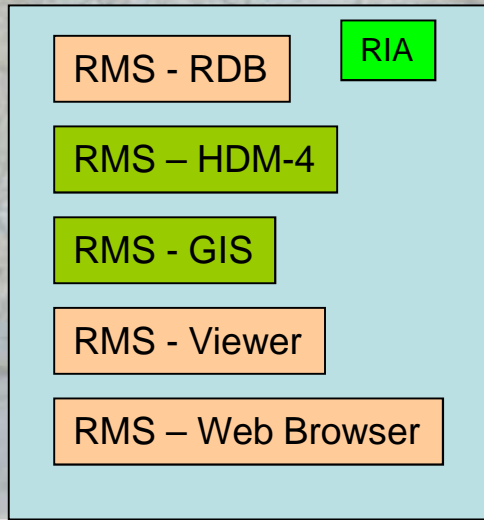 RMS - RDB
RIA
RMS – HDM-4
RMS - GIS
RMS - Viewer
RMS – Web Browser